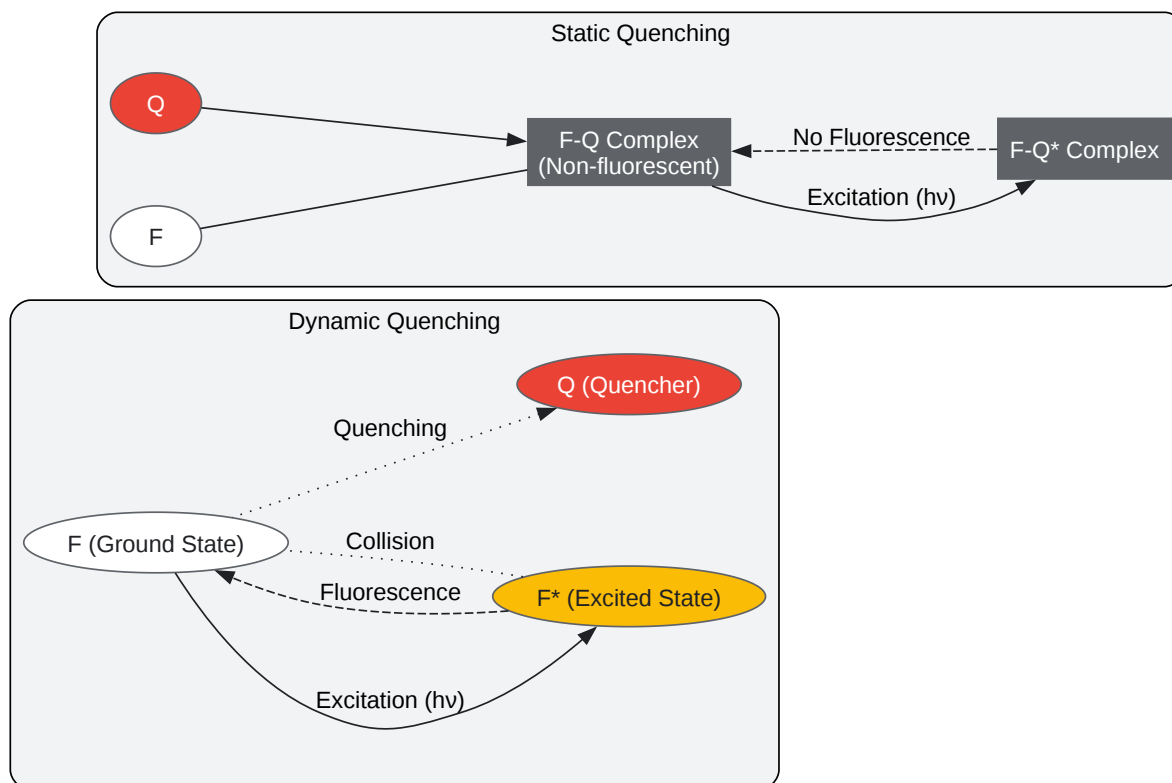 Static Quenching
Q
F-Q Complex
(Non-fluorescent)
No Fluorescence
F-Q* Complex
Excitation (hν)
F
Dynamic Quenching
Q (Quencher)
Quenching
F (Ground State)
Collision
Fluorescence
F* (Excited State)
Excitation (hν)